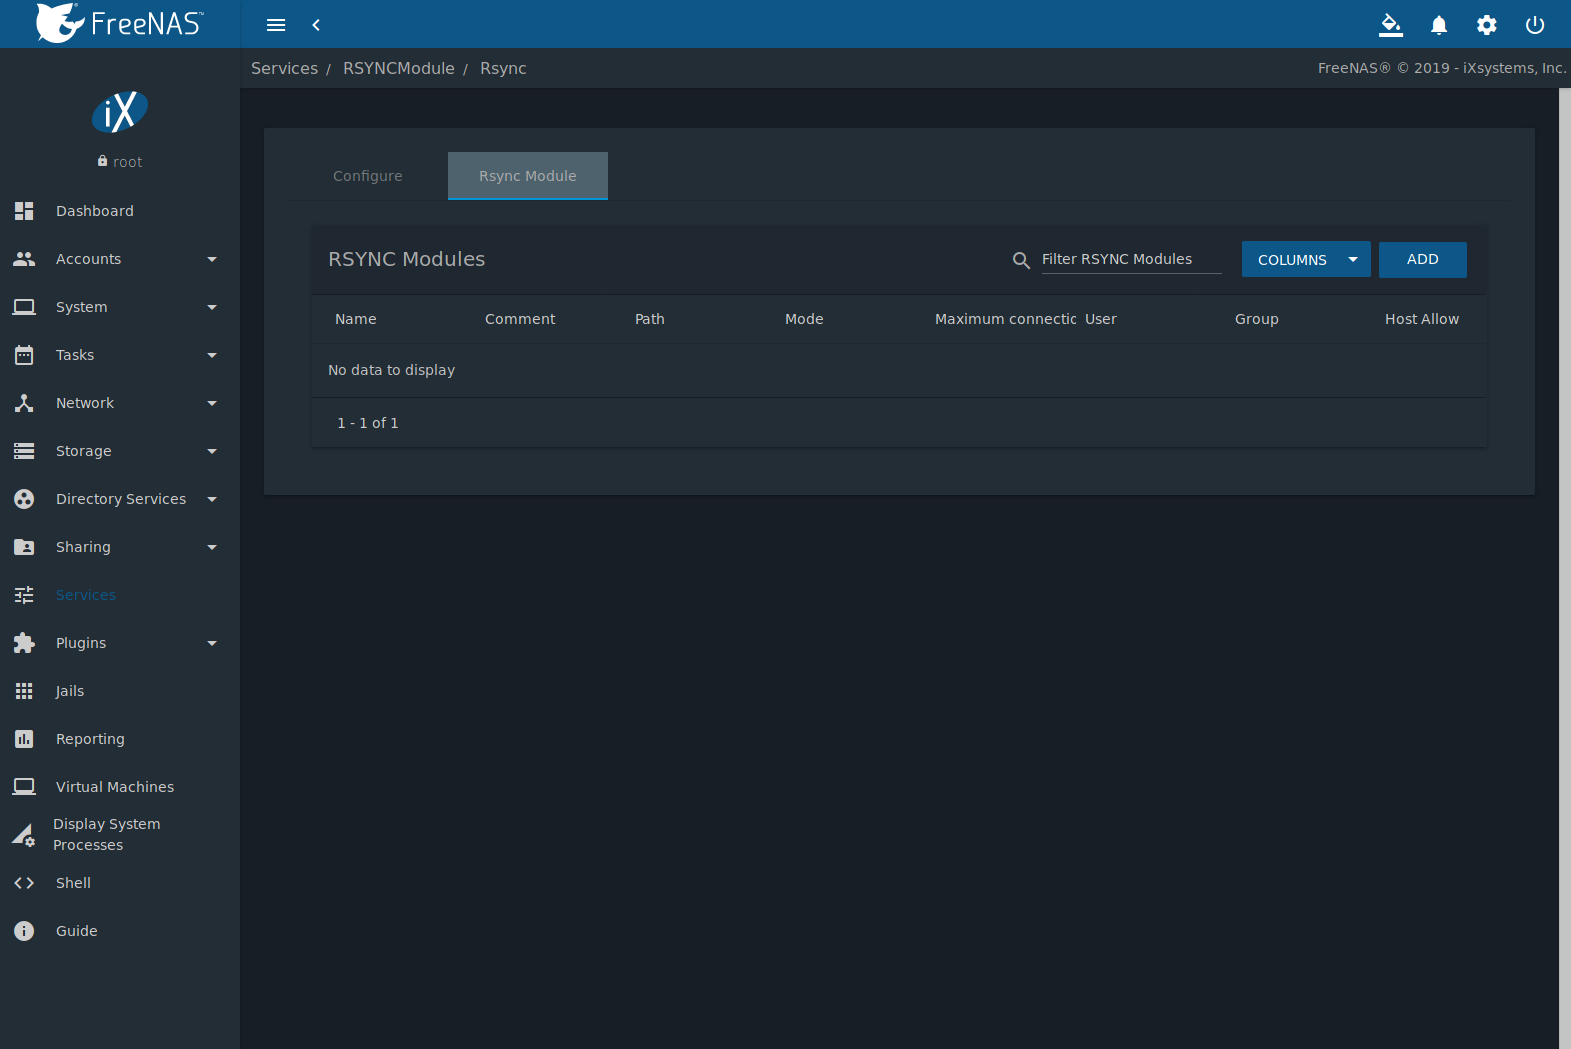 FreeNAS™
Services / RSYNCModule / Rsync
FreeNAS® © 2019 - iXsystems, Inc.
iX
root
Dashboard
Accounts
System
Tasks
Network
Storage
Directory Services
Sharing
Services
Plugins
Jails
Reporting
Virtual Machines
Display System
Processes
Shell
Guide
Configure Rsync Module
RSYNC Modules Filter RSYNC Modules COLUMNS ADD
Name Comment Path Mode Maximum connectic User Group Host Allow
No data to display
1 - 1 of 1